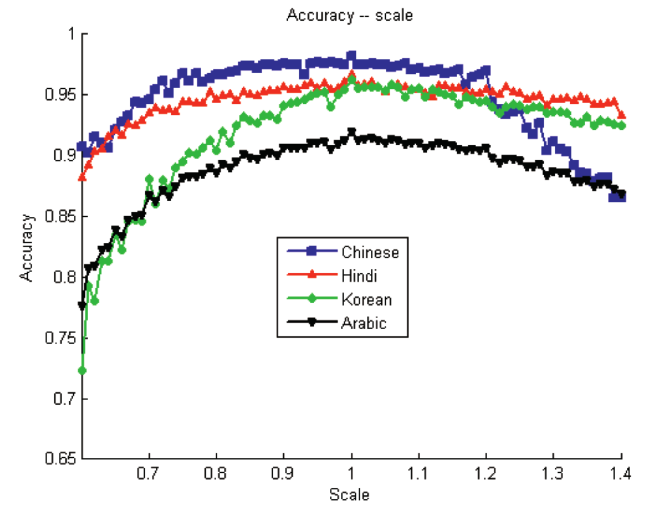 Accuracy -- scale
1
0.95
0.9
0.85
0.8
0.75
0.7
0.65
Accuracy
Chinese
Hindi
Korean
Arabic
0.7 0.8 0.9 1 1.1 1.2 1.3 1.4
Scale